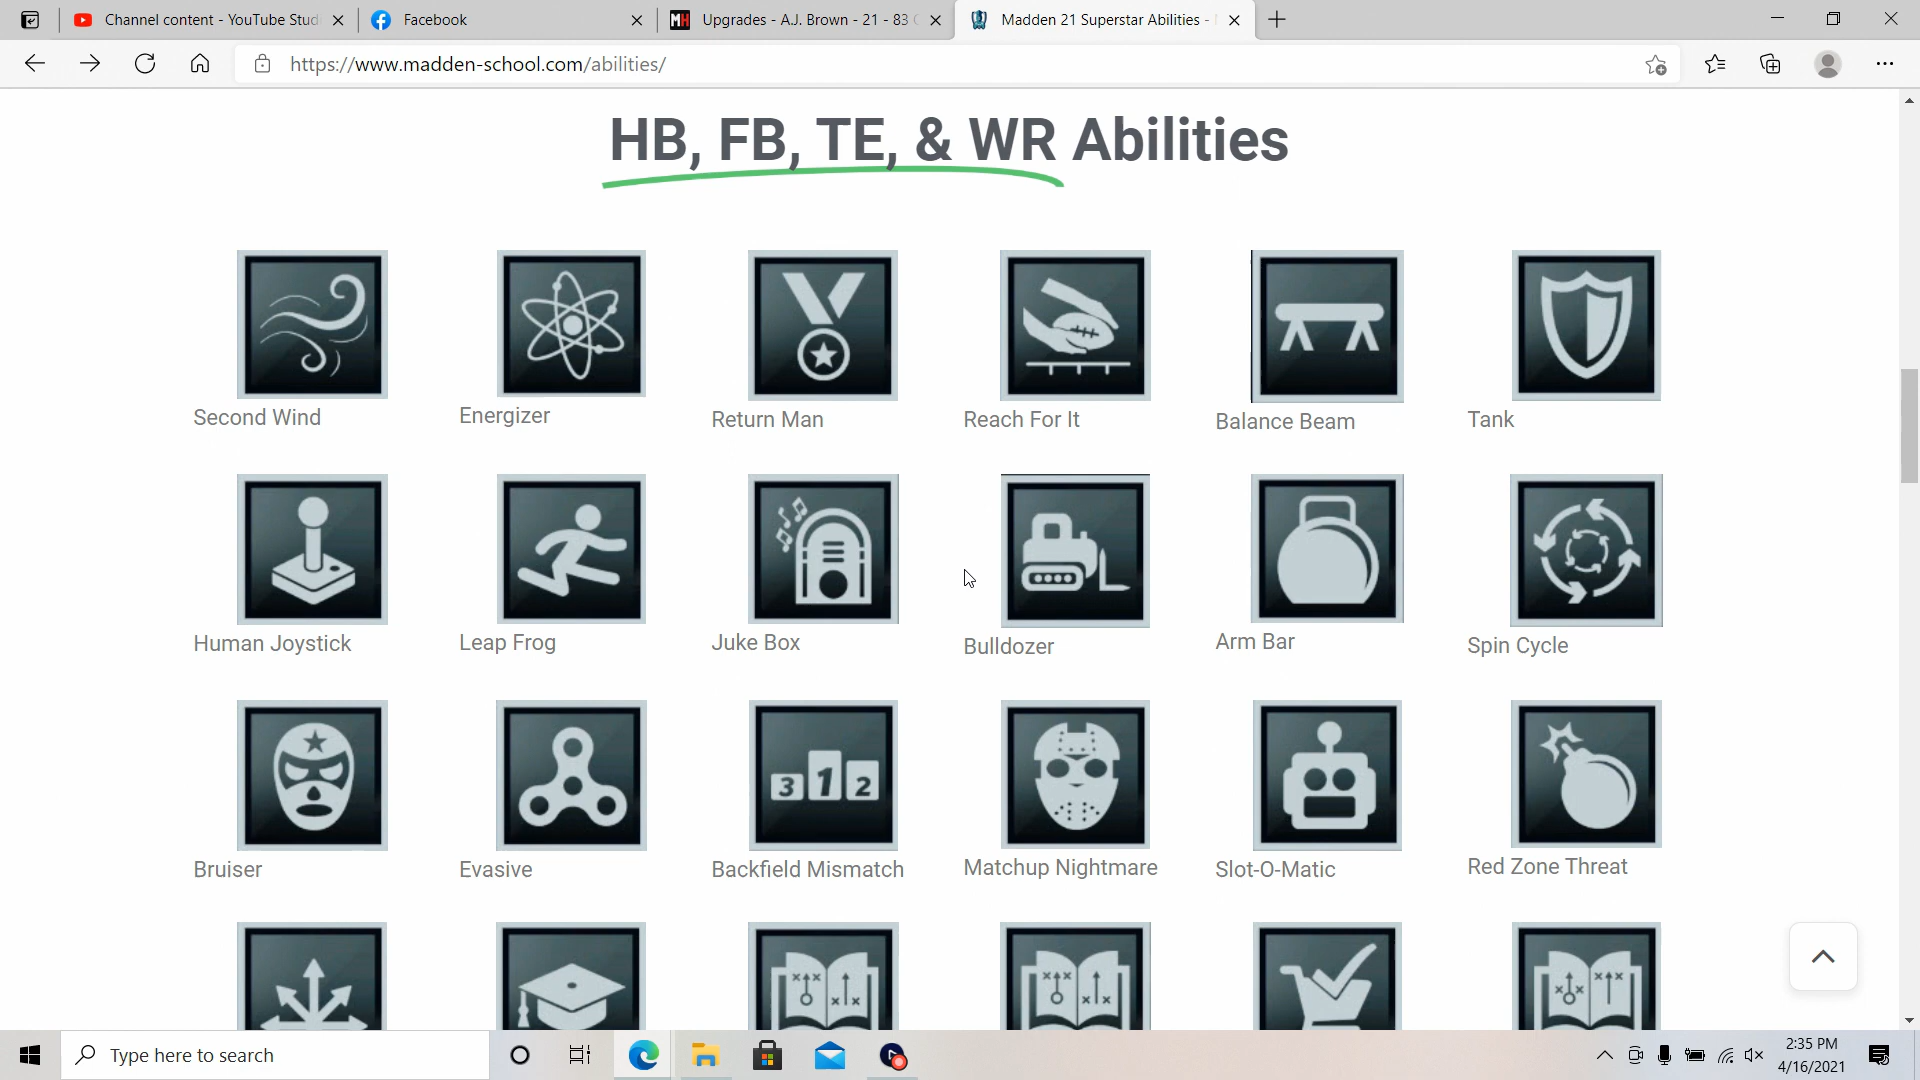 Channel content - YouTube Stud
Facebook
Upgrades - A.J. Brown - 21 - 83
Madden 21 Superstar Abilities -
https://www.madden-school.com/abilities/
HB, FB, TE, & WR Abilities
Second Wind
Energizer
Return Man
Reach For It
Balance Beam
Tank
Human Joystick
Leap Frog
Juke Box
Bulldozer
Arm Bar
Spin Cycle
3 1 2
Bruiser
Evasive
Backfield Mismatch
Matchup Nightmare
Slot-O-Matic
Red Zone Threat
Type here to search
2:35 PM
4/16/2021